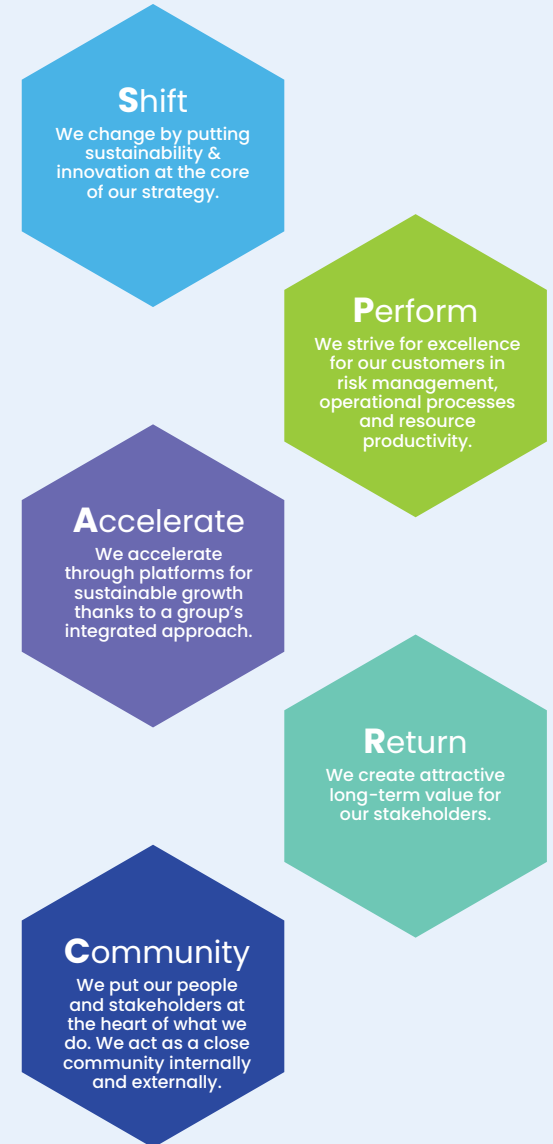 Shift
We change by putting
sustainability &
innovation at the core
of our strategy.
Perform
We strive for excellence
for our customers in
risk management,
operational processes
and resource
productivity.
Accelerate
We accelerate
through platforms for
sustainable growth
thanks to a group’s
integrated approach.
Return
We create attractive
long-term value for
our stakeholders.
Community
We put our people
and stakeholders at
the heart of what we
do. We act as a close
community internally
and externally.